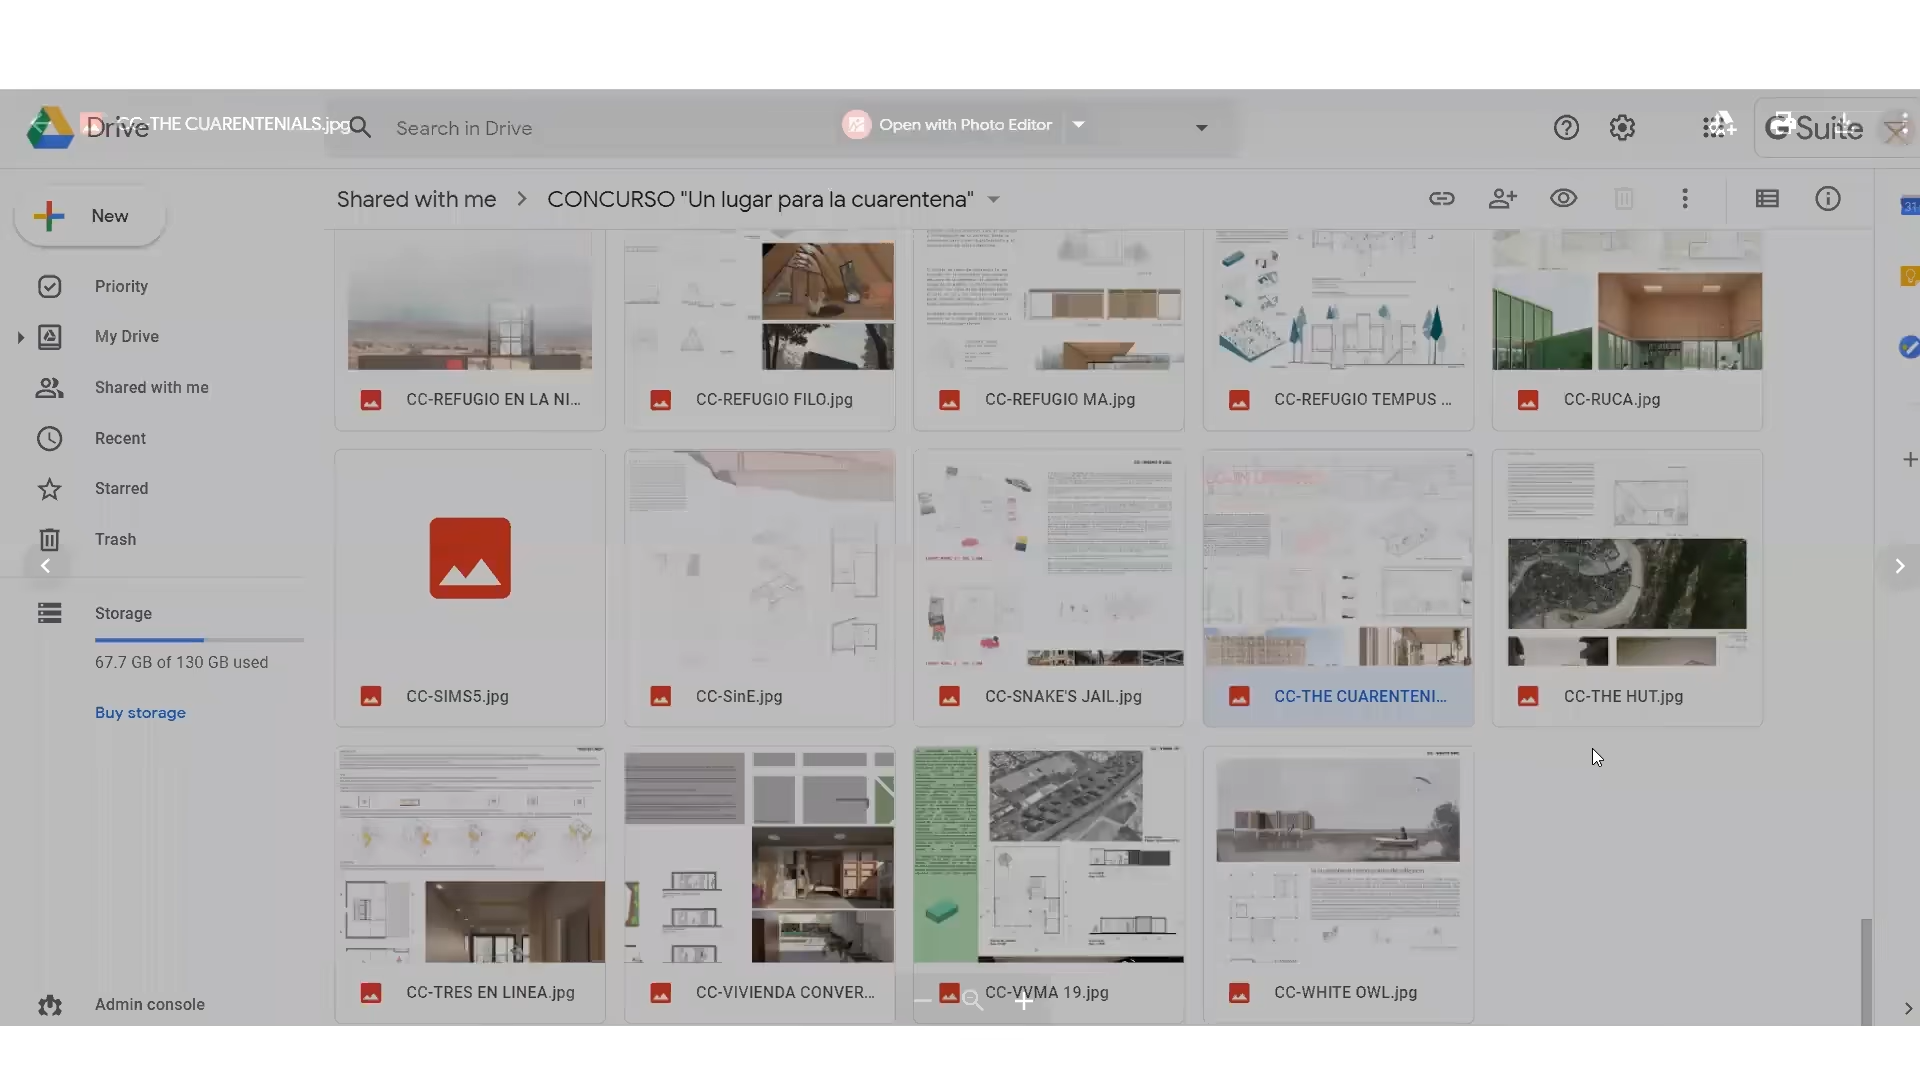 Drive
CC-THE CUARENTENIALS.jpg
Search in Drive
Open with Photo Editor
G Suite
New
Shared with me > CONCURSO "Un lugar para la cuarentena"
31
Priority
My Drive
Shared with me
Recent
Starred
Trash
Storage
67.7 GB of 130 GB used
Buy storage
Admin console
CC-REFUGIO EN LA NI...
CC-REFUGIO FILO.jpg
CC-REFUGIO MA.jpg
CC-REFUGIO TEMPUS ...
CC-RUCA.jpg
CC-SIMS5.jpg
CC-SinE.jpg
CC-SNAKE'S JAIL.jpg
CC-THE CUARENTENI...
CC-THE HUT.jpg
CC-TRES EN LINEA.jpg
CC-VIVIENDA CONVER...
CC-VVMA 19.jpg
CC-WHITE OWL.jpg